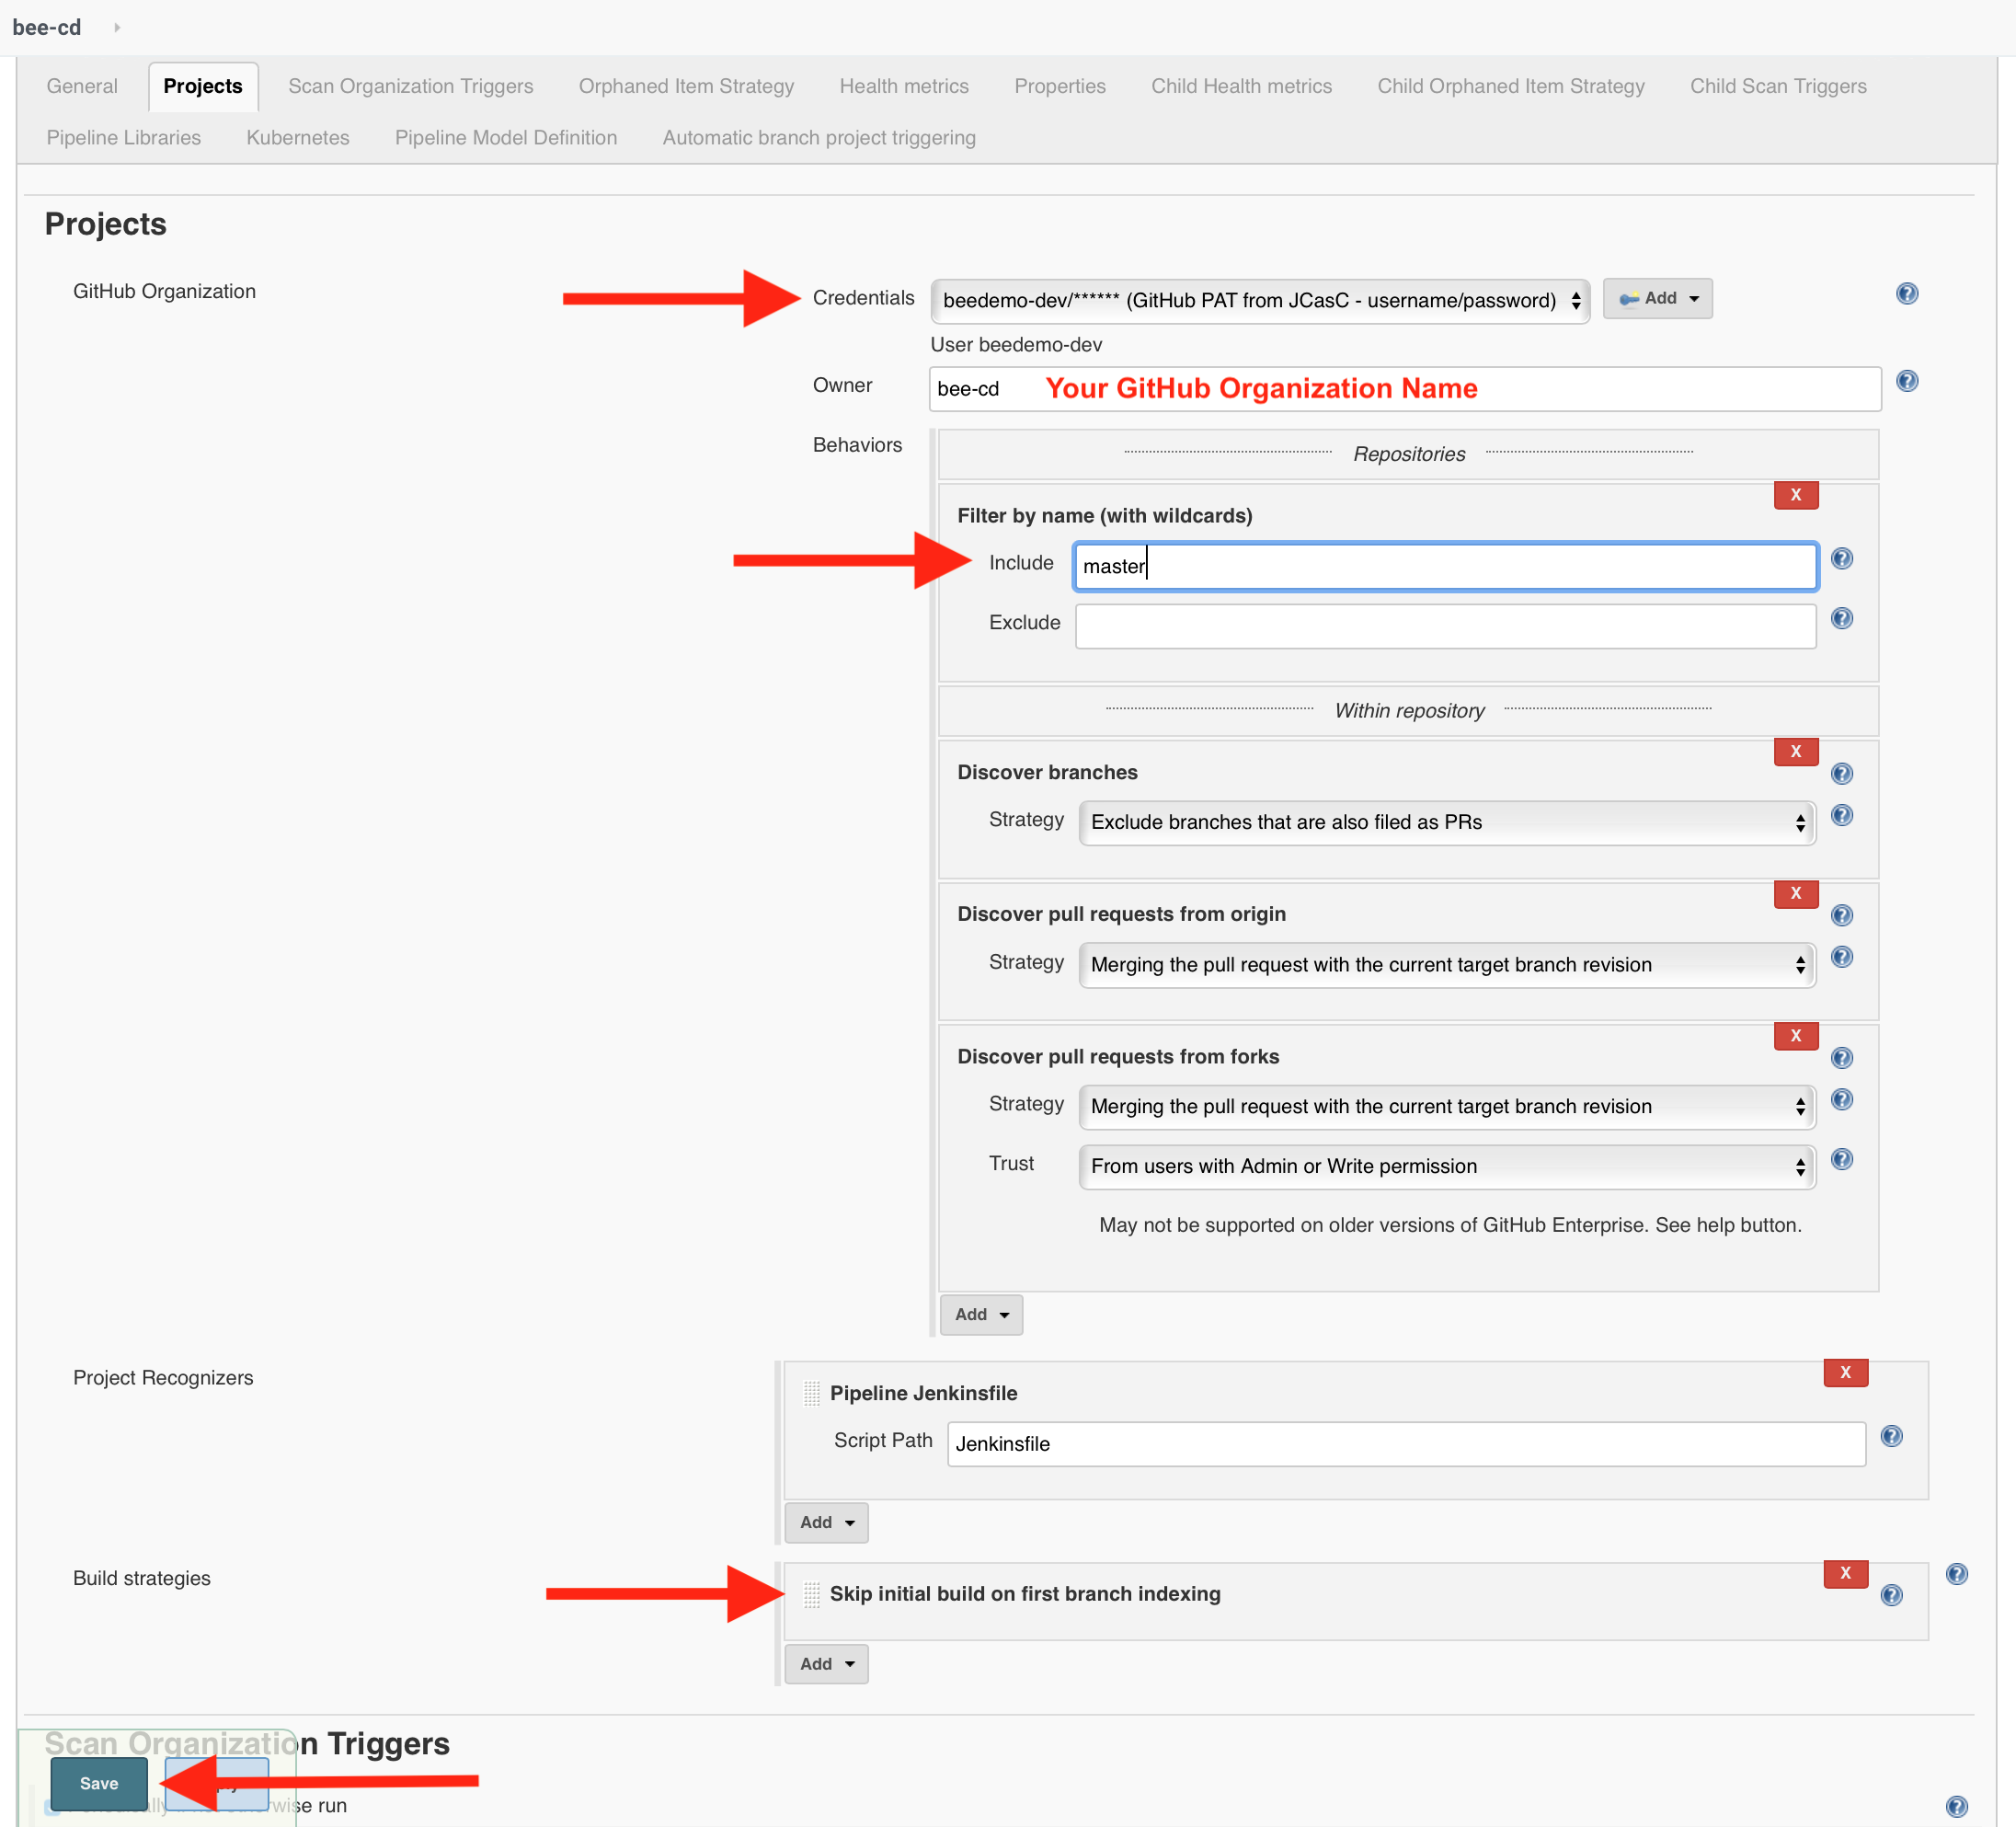 bee-cd
General Projects Scan Organization Triggers Orphaned Item Strategy Health metrics Properties Child Health metrics Child Orphaned Item Strategy Child Scan Triggers
Pipeline Libraries Kubernetes Pipeline Model Definition Automatic branch project triggering
Projects
GitHub Organization
Credentials beedemo-dev/****** (GitHub PAT from JCasC - username/password) Add
User beedemo-dev
Owner bee-cd Your GitHub Organization Name
Behaviors
Repositories
X
Filter by name (with wildcards)
Include master
Exclude
Within repository
X
Discover branches
Strategy Exclude branches that are also filed as PRs
X
Discover pull requests from origin
Strategy Merging the pull request with the current target branch revision
X
Discover pull requests from forks
Strategy Merging the pull request with the current target branch revision
Trust From users with Admin or Write permission
May not be supported on older versions of GitHub Enterprise. See help button.
Add
Project Recognizers
X
Pipeline Jenkinsfile
Script Path Jenkinsfile
Add
Build strategies
X
Skip initial build on first branch indexing
Add
Scan Organization Triggers
Save
run